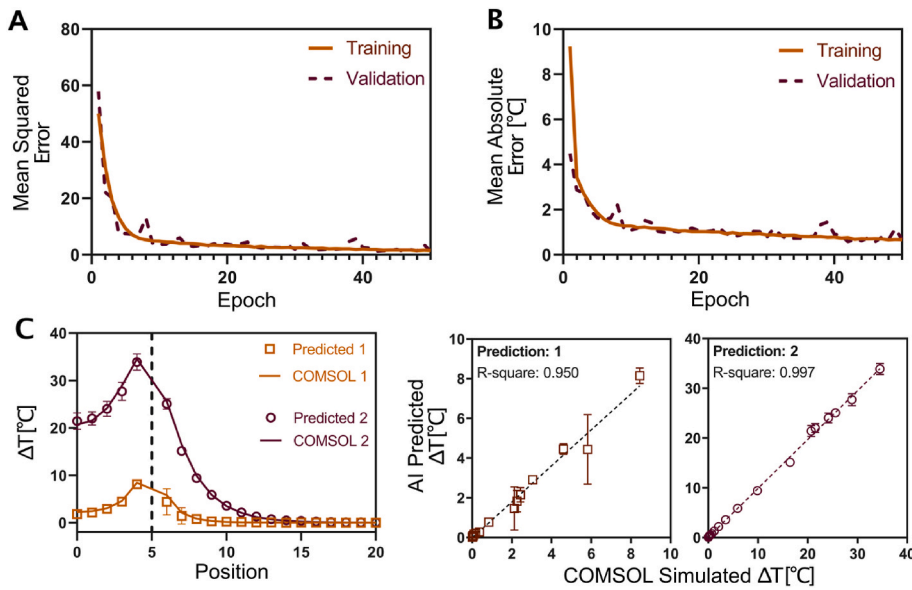 A
80
60
40
20
0
Mean Squared
Error
Training
Validation
0
20
40
Epoch
B
10
8
6
4
2
0
Mean Absolute
Error [℃]
Training
Validation
0
20
40
Epoch
C
40
30
20
10
0
ΔT[℃]
Predicted 1
COMSOL 1
Predicted 2
COMSOL 2
0
5
10
15
20
Position
10
8
6
4
2
0
AI Predicted
ΔT[℃]
Prediction: 1
R-square: 0.950
0
2
4
6
8
10
40
30
20
10
0
Prediction: 2
R-square: 0.997
0
10
20
30
40
COMSOL Simulated ΔT[℃]